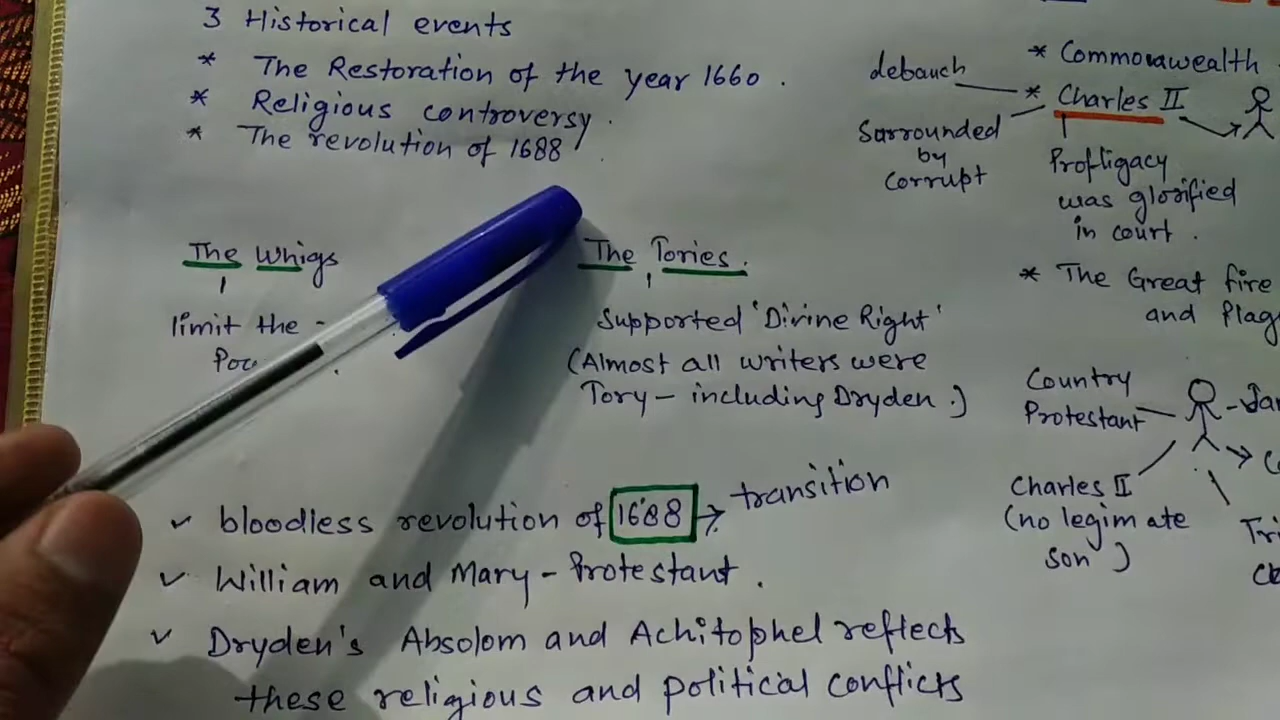 3 Historical events
* The Restoration of the year 1660 .
* Religious controversy .
* The revolution of 1688
The Whigs
limit the -
The Tories.
Supported 'Divine Right'
(Almost all writers were
Tory - including Dryden .)
✓ bloodless revolution of 1688 → transition
✓ William and Mary - Protestant .
✓ Dryden's Absolom and Achitophel reflects
these religious and political conflicts
* Commonwealth
debauch
* Charles II
Sarrounded
by
Corrupt
Profligacy
was glorified
in court .
* The Great fire
and
Country
Protestant
Charles II
(no legimate
son )